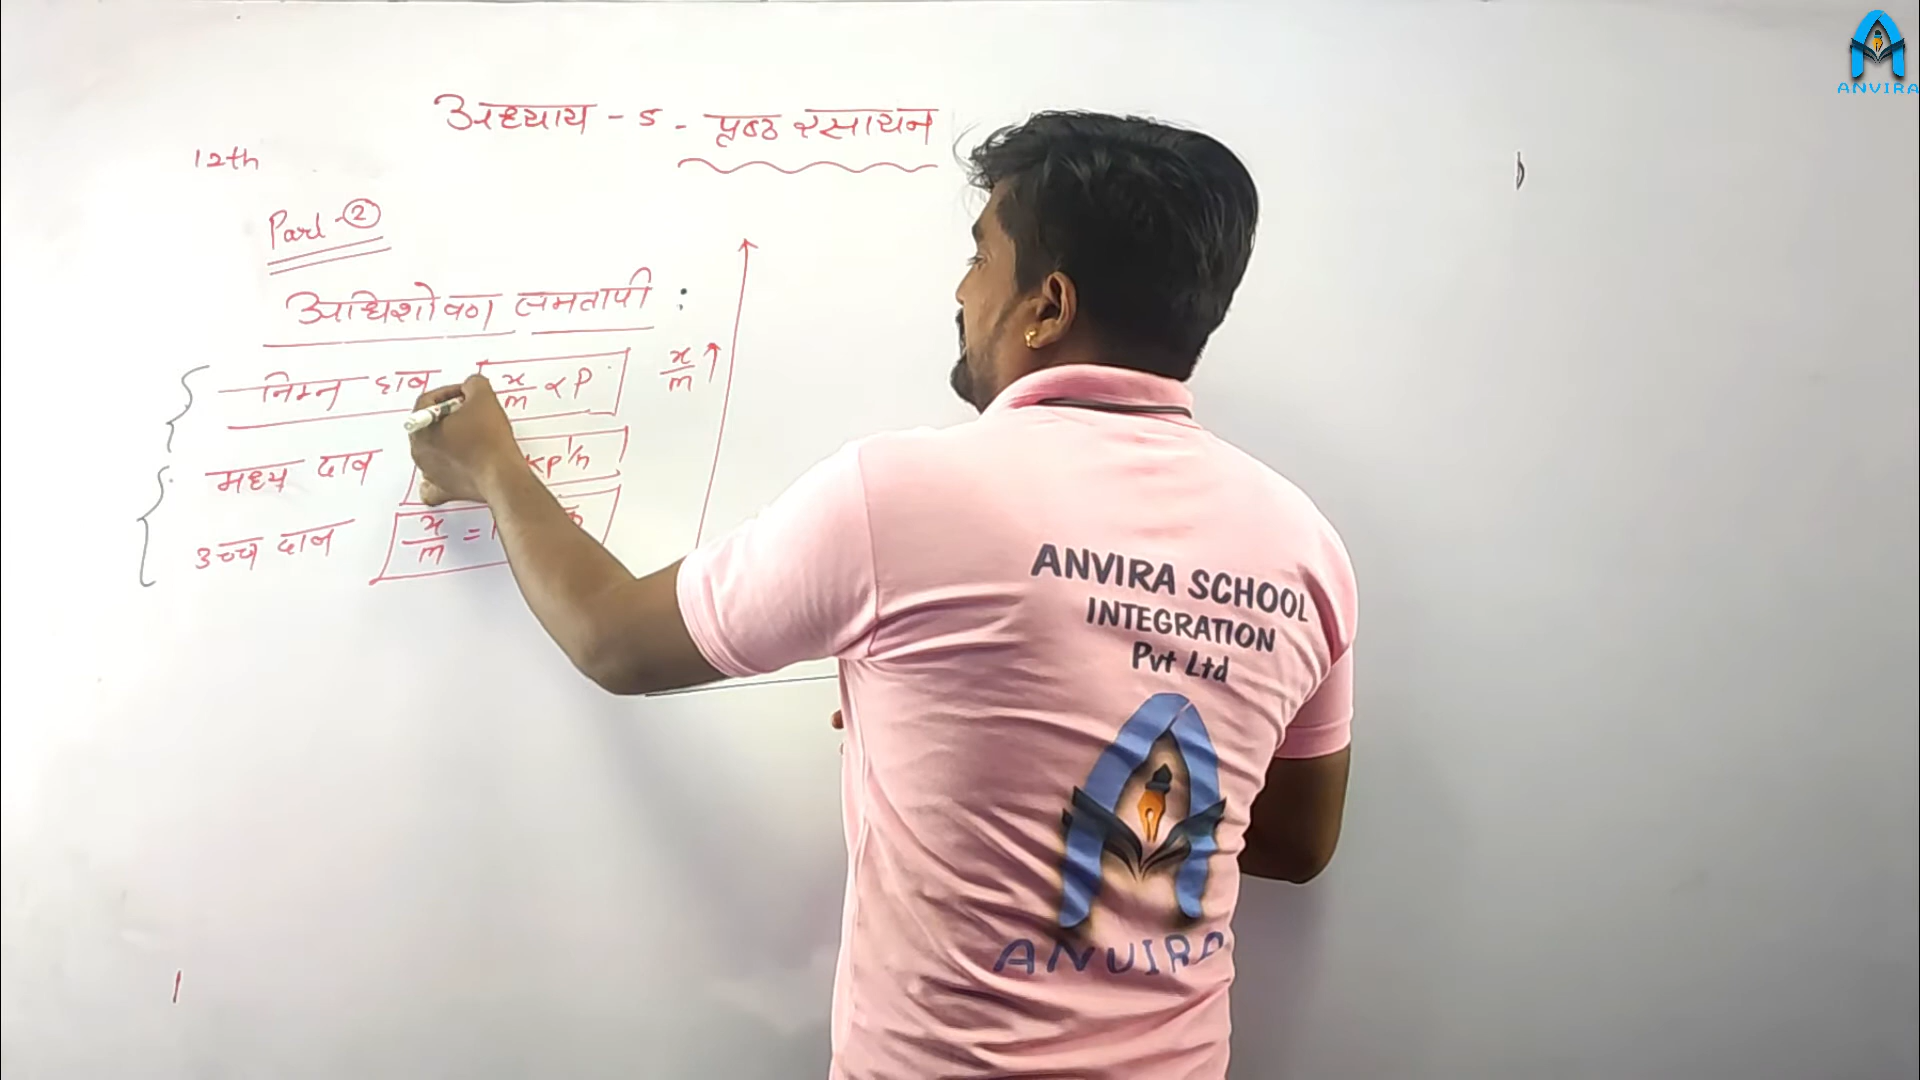 अध्याय - 5 - पृष्ठ रसायन
12th
Part - 2
अधिशोषण समतापी :
निम्न दाब x/m ∝ P
x/m ↑
मध्य दाब ∝ P^1/n
उच्च दाब x/m =
ANVIRA SCHOOL
INTEGRATION
Pvt Ltd
ANVIRA
ANVIRA